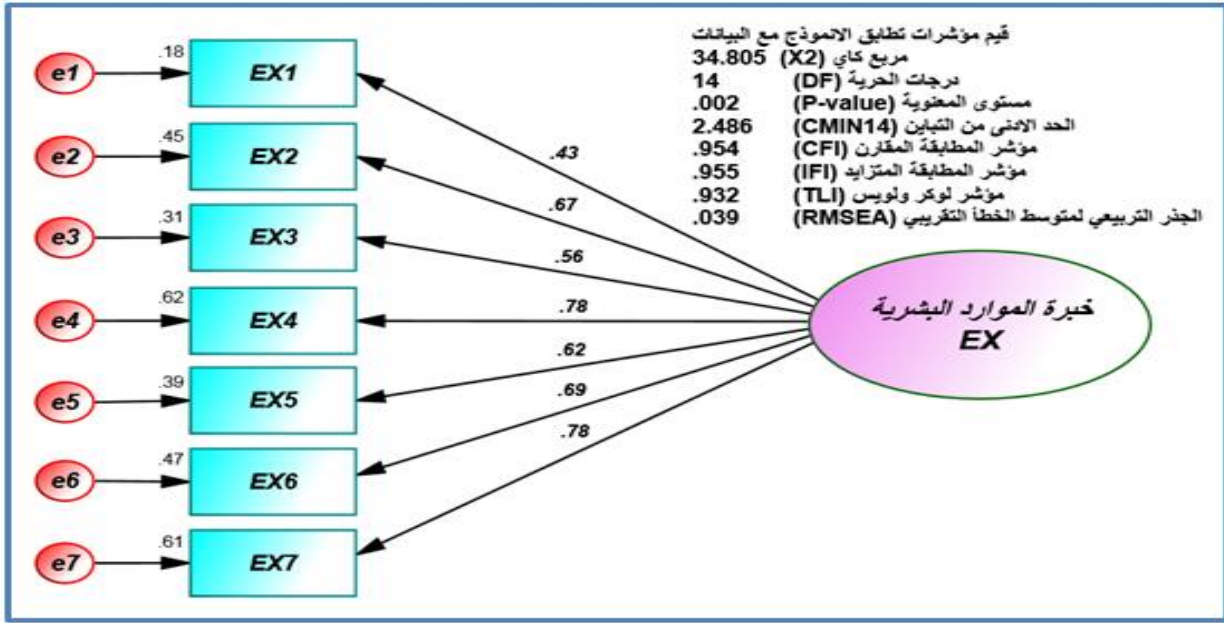 قيم مؤشرات تطابق الانموذج مع البيانات
مربع كاي (X2) 34.805
درجات الحرية (DF) 14
مستوى المعنوية (P-value) .002
الحد الادنى من التباين (CMIN14) 2.486
مؤشر المطابقة المقارن (CFI) .954
مؤشر المطابقة المتزايد (IFI) .955
مؤشر لوكر ولويس (TLI) .932
الجذر التربيعي لمتوسط الخطأ التقريبي (RMSEA) .039
e1 .18 EX1 .43
e2 .45 EX2 .67
e3 .31 EX3 .56
e4 .62 EX4 .78
e5 .39 EX5 .62
e6 .47 EX6 .69
e7 .61 EX7 .78
خبرة الموارد البشرية
EX